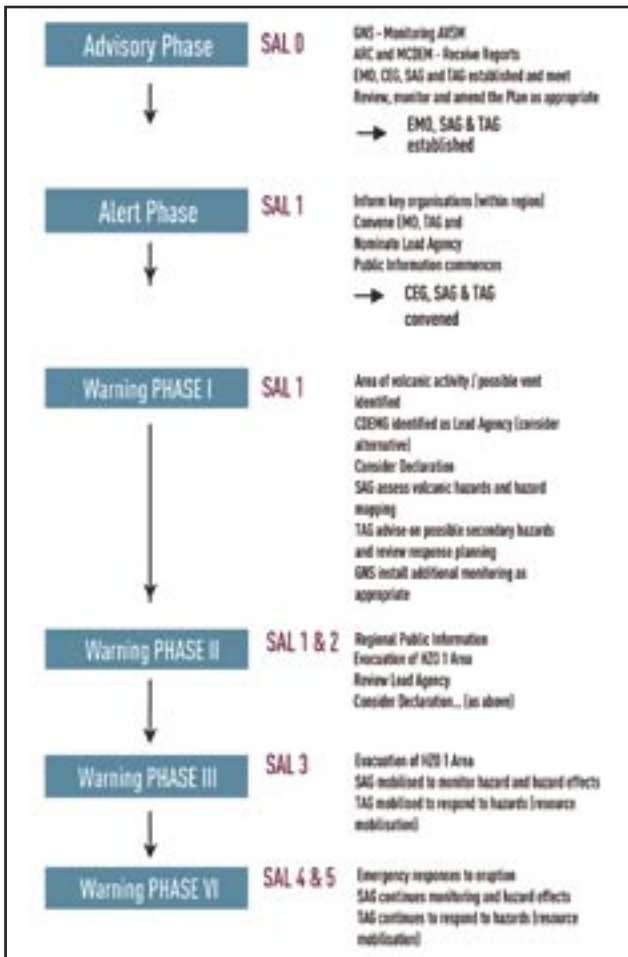 Advisory Phase
SAL 0
GNS - Monitoring AVSM
ARC and MCDEM - Receive Reports
EMO, CEG, SAG and TAG established and meet
Review, monitor and amend the Plan as appropriate
EMO, SAG & TAG
established
Alert Phase
SAL 1
Inform key organisations (within region)
Convene EMO, TAG and
Nominate Lead Agency
Public Information commences
CEG, SAG & TAG
convened
Warning PHASE I
SAL 1
Area of volcanic activity / possible vent
identified
CDEMG identified as Lead Agency (consider
alternative)
Consider Declaration
SAG assess volcanic hazards and hazard
mapping
TAG advise on possible secondary hazards
and review response planning
GNS install additional monitoring as
appropriate
Warning PHASE II
SAL 1 & 2
Regional Public Information
Evacuation of HZO 1 Area
Review Lead Agency
Consider Declaration... (as above)
Warning PHASE III
SAL 3
Evacuation of HZO 1 Area
SAG mobilised to monitor hazard and hazard effects
TAG mobilised to respond to hazards (resource
mobilisation)
Warning PHASE VI
SAL 4 & 5
Emergency responses to eruption
SAG continues monitoring and hazard effects
TAG continues to respond to hazards (resource
mobilisation)